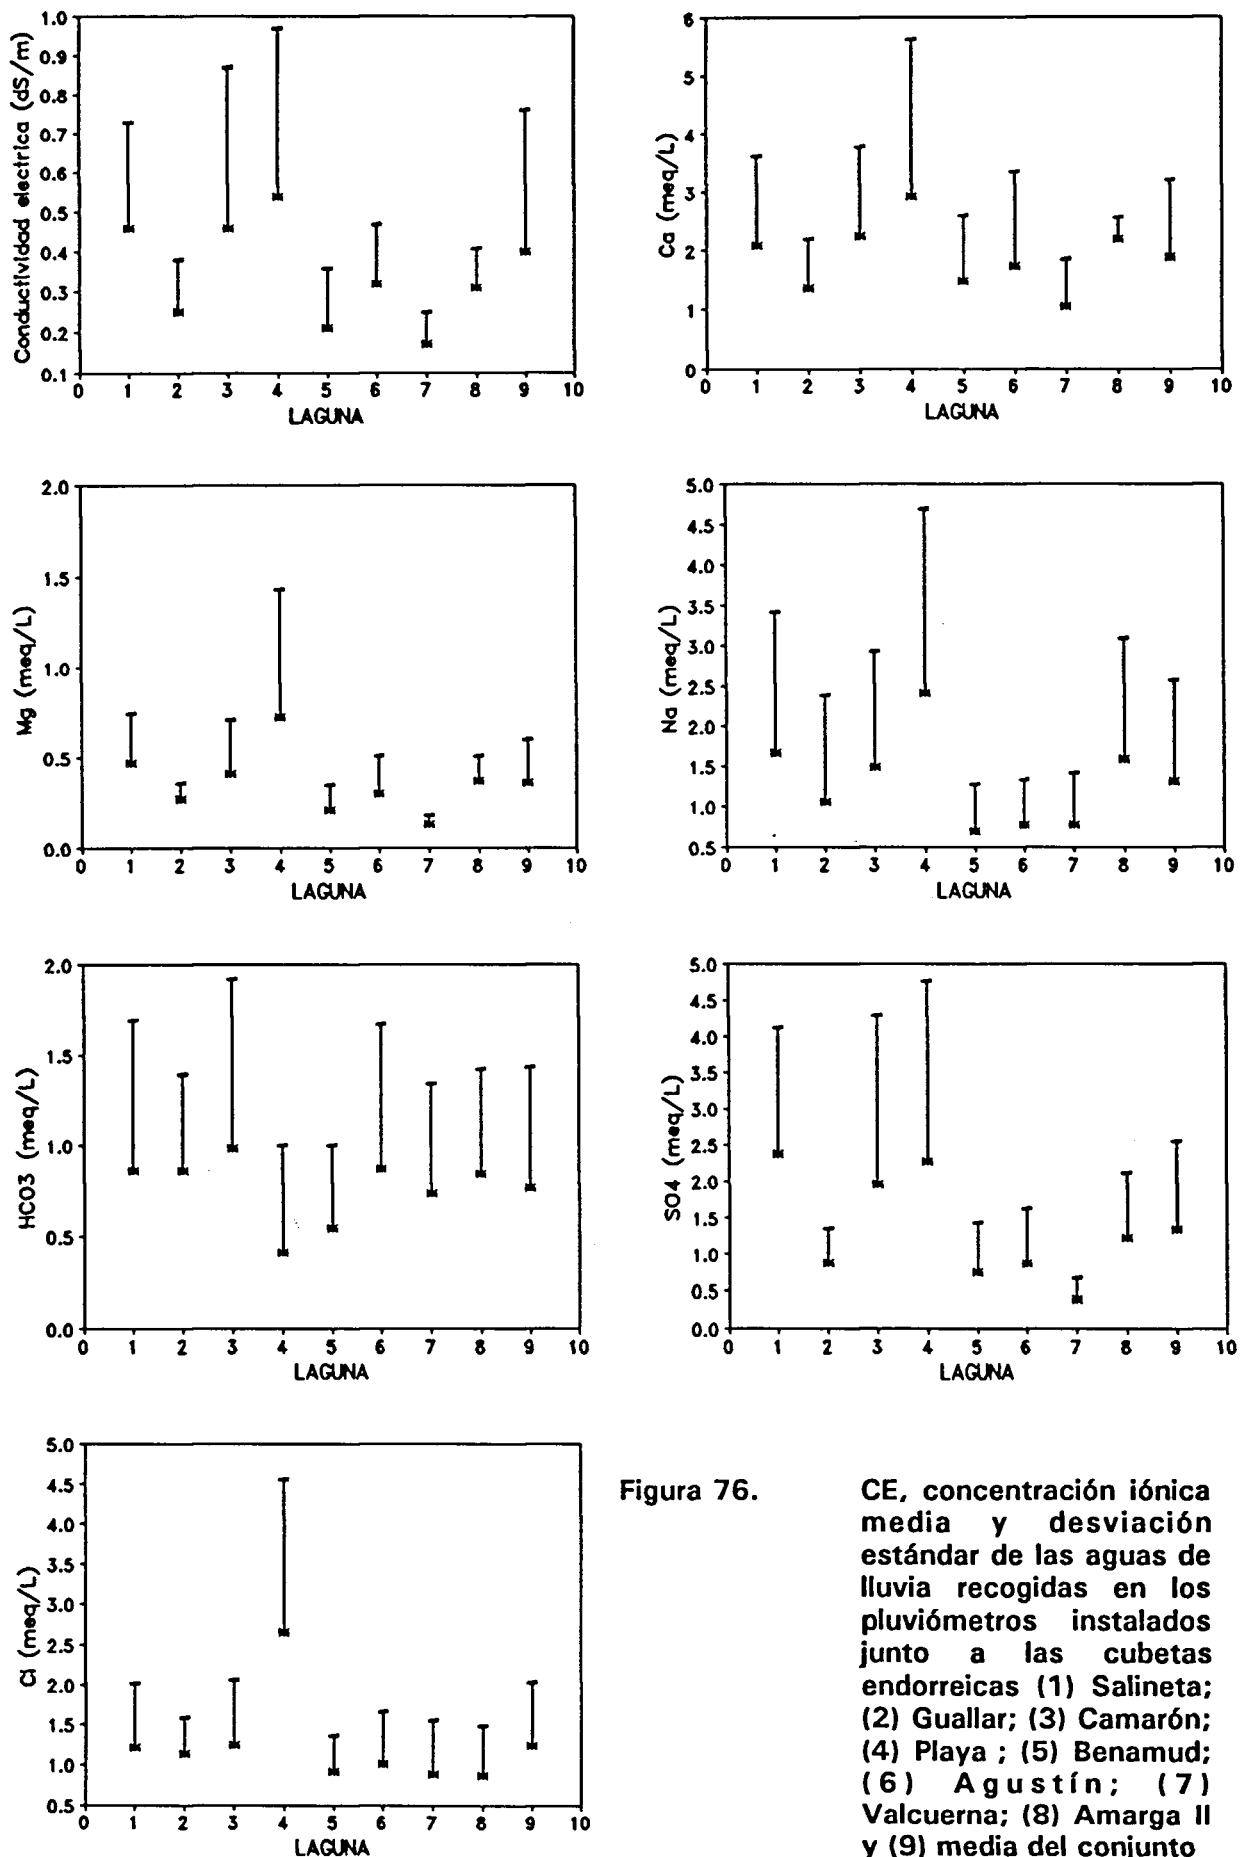 1.0
0.9
0.8
0.7
0.6
0.5
0.4
0.3
0.2
0.1
Conductividad electrica (dS/m)
0 1 2 3 4 5 6 7 8 9 10
LAGUNA
6
5
4
3
2
1
0
Ca (meq/L)
0 1 2 3 4 5 6 7 8 9 10
LAGUNA
2.0
1.5
1.0
0.5
0.0
Mg (meq/L)
0 1 2 3 4 5 6 7 8 9 10
LAGUNA
5.0
4.5
4.0
3.5
3.0
2.5
2.0
1.5
1.0
0.5
Na (meq/L)
0 1 2 3 4 5 6 7 8 9 10
LAGUNA
2.0
1.5
1.0
0.5
0.0
HCO3 (meq/L)
0 1 2 3 4 5 6 7 8 9 10
LAGUNA
5.0
4.5
4.0
3.5
3.0
2.5
2.0
1.5
1.0
0.5
0.0
SO4 (meq/L)
0 1 2 3 4 5 6 7 8 9 10
LAGUNA
5.0
4.5
4.0
3.5
3.0
2.5
2.0
1.5
1.0
0.5
Cl (meq/L)
0 1 2 3 4 5 6 7 8 9 10
LAGUNA
Figura 76. CE, concentración iónica
media y desviación
estándar de las aguas de
lluvia recogidas en los
pluviómetros instalados
junto a las cubetas
endorreicas (1) Salineta;
(2) Guallar; (3) Camarón;
(4) Playa ; (5) Benamud;
(6) Agustín; (7)
Valcuerna; (8) Amarga II
y (9) media del conjunto